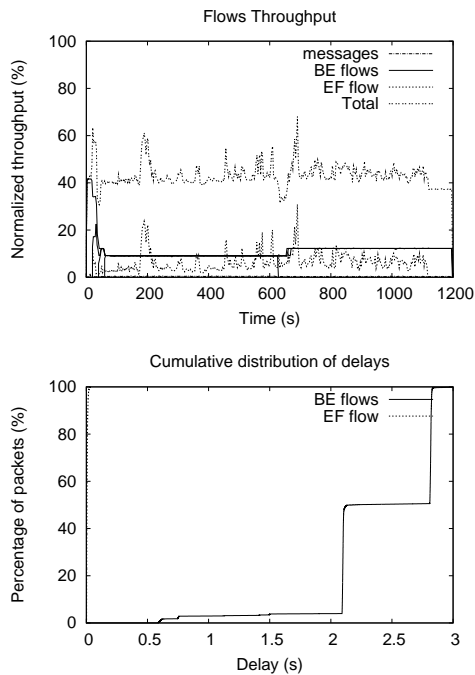 Flows Throughput
100
80
60
40
20
0
0 200 400 600 800 1000 1200
Normalized throughput (%)
Time (s)
messages
BE flows
EF flow
Total
Cumulative distribution of delays
100
80
60
40
20
0
0 0.5 1 1.5 2 2.5 3
Percentage of packets (%)
Delay (s)
BE flows
EF flow